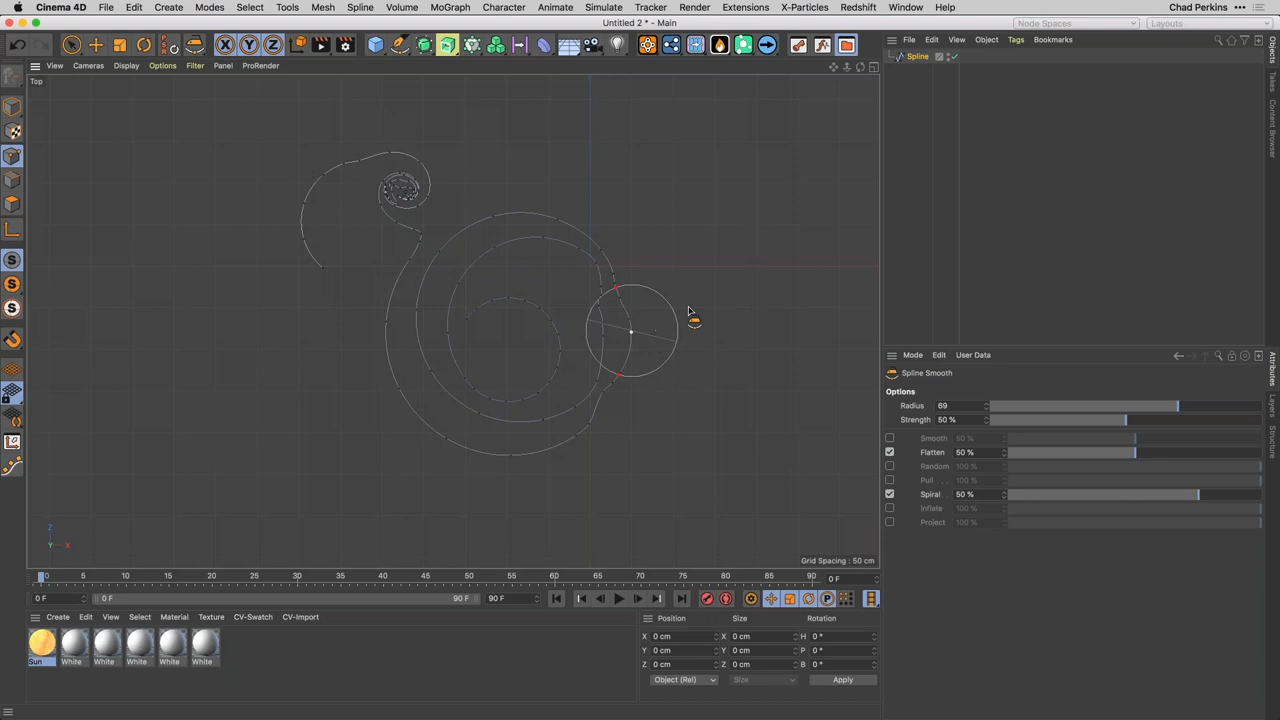 Cinema 4D File Edit Create Modes Select Tools Mesh Spline Volume MoGraph Character Animate Simulate Tracker Render Extensions X-Particles Redshift Window Help Chad Perkins
Untitled 2 * - Main
Node Spaces
Layouts
X Y Z
View Cameras Display Options Filter Panel ProRender
File Edit View Object Tags Bookmarks
Top
Spline
Objects
Takes
Content Browser
Mode Edit User Data
Spline Smooth
Attributes
Layers
Structure
Options
Radius 69
Strength 50 %
Smooth 50 %
Flatten 50 %
Random 100 %
Pull . . . 100 %
Spiral . 50 %
Inflate 100 %
Project 100 %
Z
Y X
Grid Spacing : 50 cm
0 5 10 15 20 25 30 35 40 45 50 55 60 65 70 75 80 85 90
0 F
0 F 0 F 90 F 90 F
P
Create Edit View Select Material Texture CV-Swatch CV-Import
Sun White White White White White
Position Size Rotation
X 0 cm X 0 cm H 0 °
Y 0 cm Y 0 cm P 0 °
Z 0 cm Z 0 cm B 0 °
Object (Rel) Size Apply